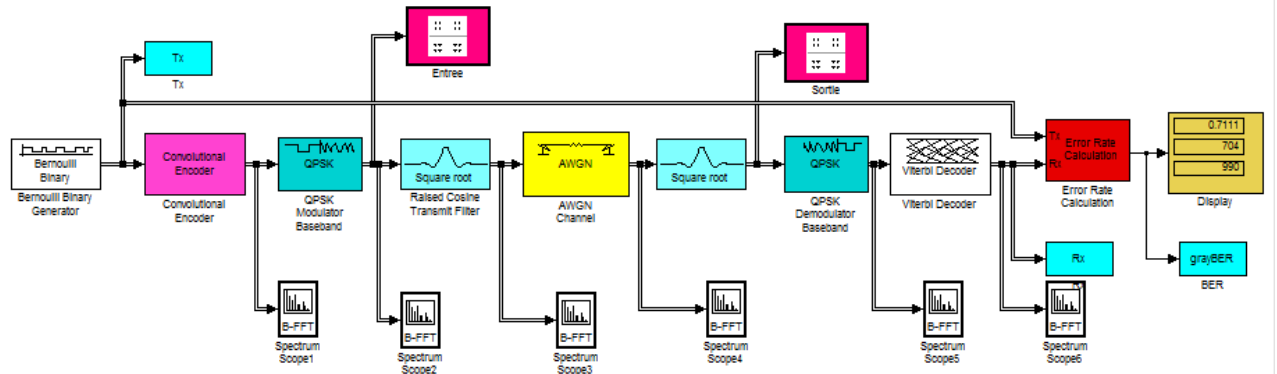 Tx
Tx
Entree
Sortie
Bernoulli
Binary
Bernoulli Binary
Generator
Convolutional
Encoder
Convolutional
Encoder
QPSK
QPSK
Modulator
Baseband
Square root
Raised Cosine
Transmit Filter
AWGN
AWGN
Channel
Square root
QPSK
QPSK
Demodulator
Baseband
Viterbi Decoder
Viterbi Decoder
Tx
Rx
Error Rate
Calculation
Error Rate
Calculation
0.7111
704
990
Display
Rx
grayBER
BER
B-FFT
Spectrum
Scope1
B-FFT
Spectrum
Scope2
B-FFT
Spectrum
Scope3
B-FFT
Spectrum
Scope4
B-FFT
Spectrum
Scope5
B-FFT
Spectrum
Scope6